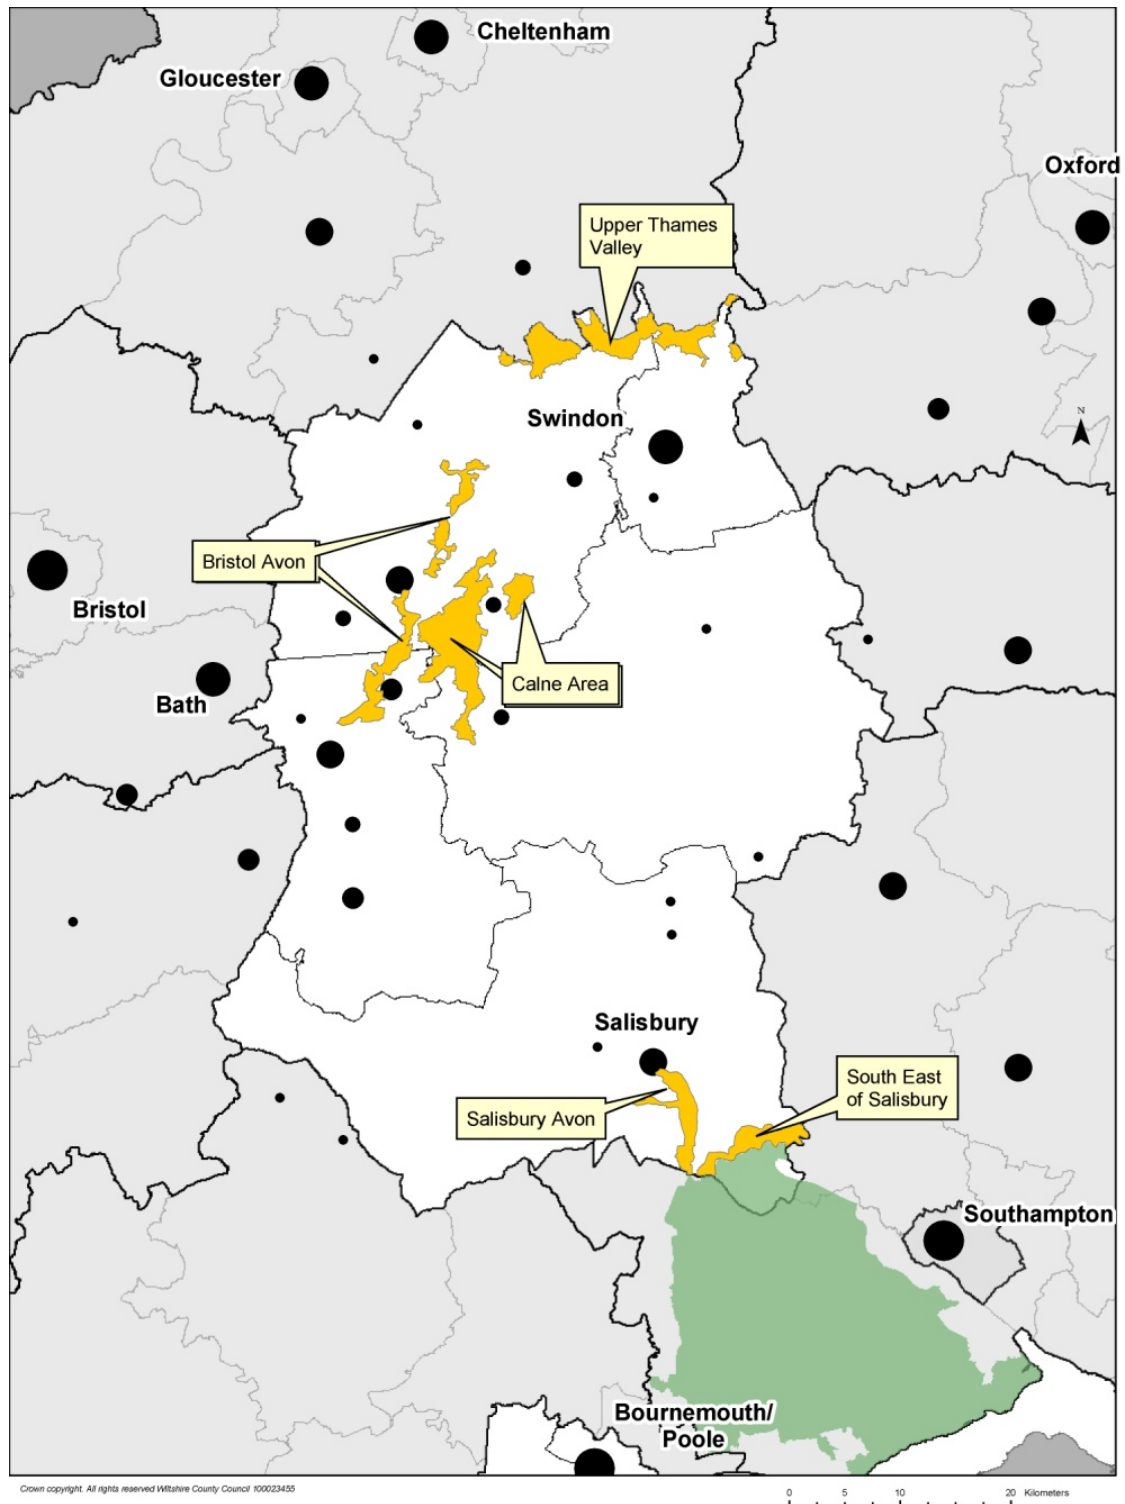 Cheltenham
Gloucester
Oxford
Upper Thames
Valley
Swindon
N
Bristol Avon
Bristol
Bath
Calne Area
Salisbury
South East
of Salisbury
Salisbury Avon
Southampton
Bournemouth/
Poole
Crown copyright. All rights reserved Wiltshire County Council 100023455
0 5 10 20 Kilometers